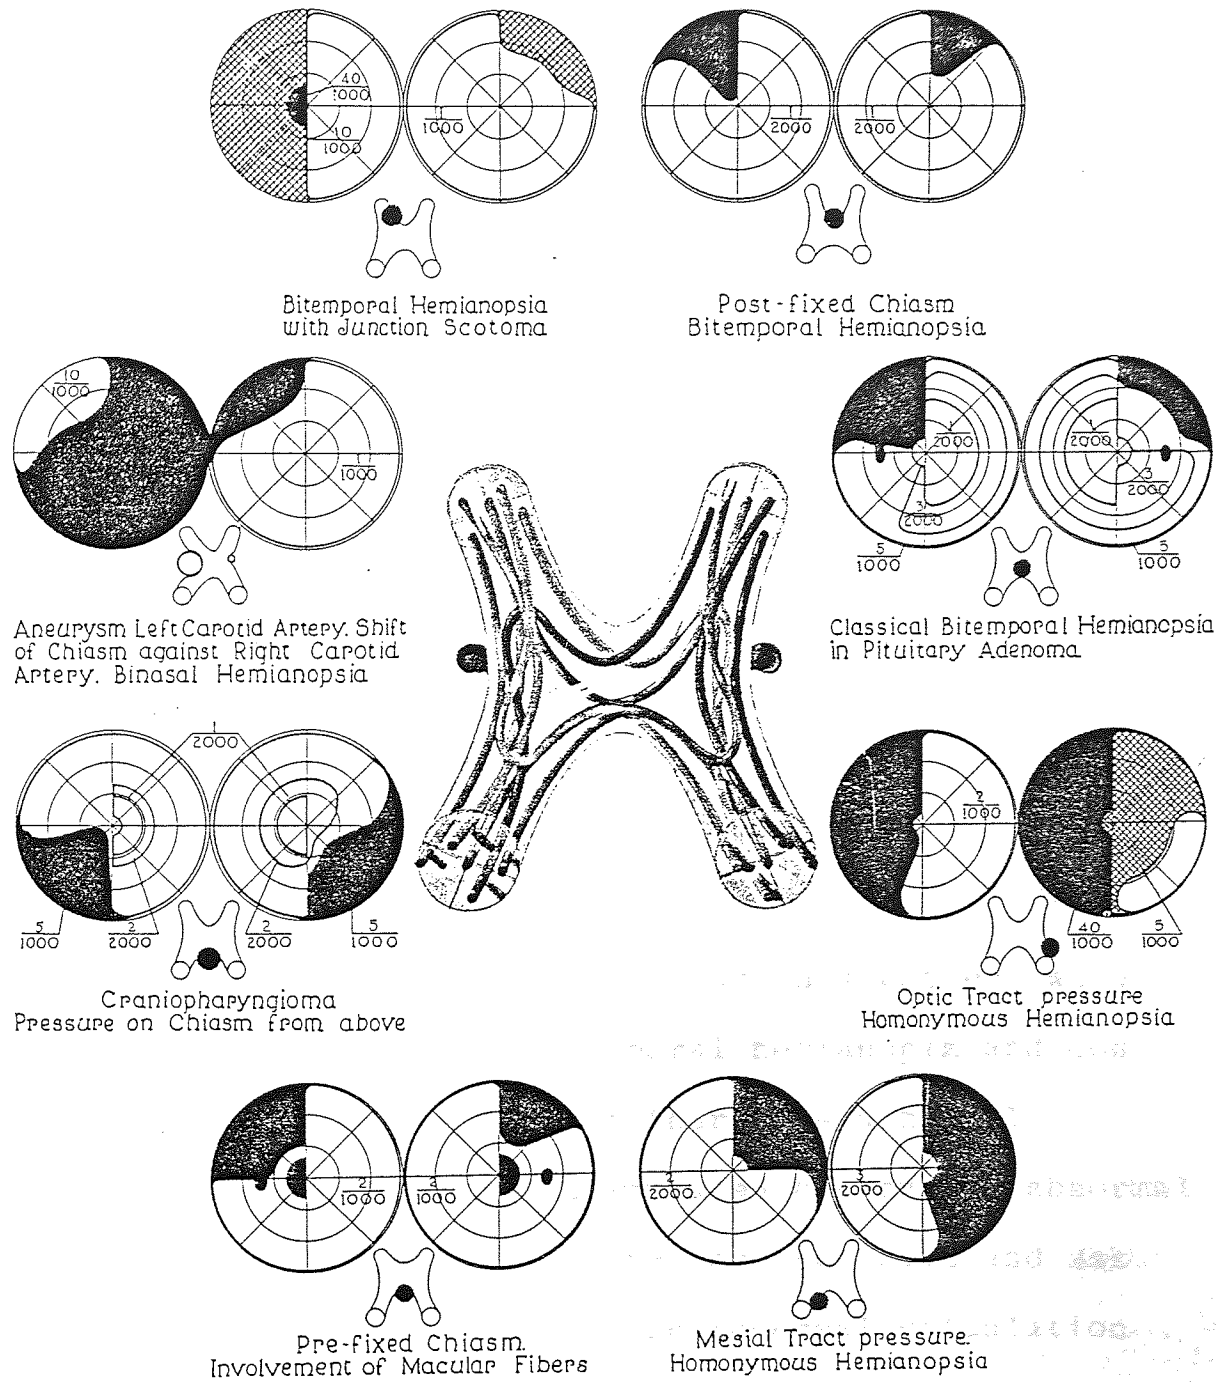 40
1000
10
1000
1
1000
Bitemporal Hemianopsia
with Junction Scotoma
1
2000
1
2000
Post-fixed Chiasm
Bitemporal Hemianopsia
10
1000
1
1000
Aneurysm Left Carotid Artery. Shift
of Chiasm against Right Carotid
Artery. Binasal Hemianopsia
1
2000
1
2000
3
2000
3
2000
5
1000
5
1000
Classical Bitemporal Hemianopsia
in Pituitary Adenoma
1
2000
5
1000
2
2000
2
2000
5
1000
Craniopharyngioma
Pressure on Chiasm from above
2
1000
40
1000
5
1000
Optic Tract pressure
Homonymous Hemianopsia
2
1000
2
1000
Pre-fixed Chiasm.
Involvement of Macular Fibers
2
2000
3
2000
Mesial Tract pressure.
Homonymous Hemianopsia
abnormal
and